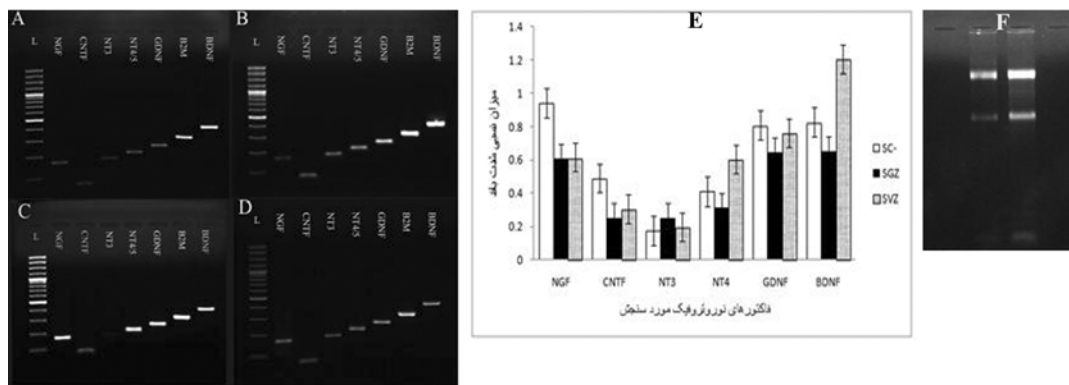 A
L
NGF
CNTF
NT3
NT4/5
GDNF
B2M
BDNF
B
L
NGF
CNTF
NT3
NT4/5
GDNF
B2M
BDNF
C
L
NGF
CNTF
NT3
NT4/5
GDNF
B2M
BDNF
D
L
NGF
CNTF
NT3
NT4/5
GDNF
B2M
BDNF
E
میزان ضمنی شدت باند
1.4
1.2
1
0.8
0.6
0.4
0.2
0
NGF CNTF NT3 NT4 GDNF BDNF
فاکتورهای نوروتروفیک مورد سنجش
SC-
SGZ
SVZ
F